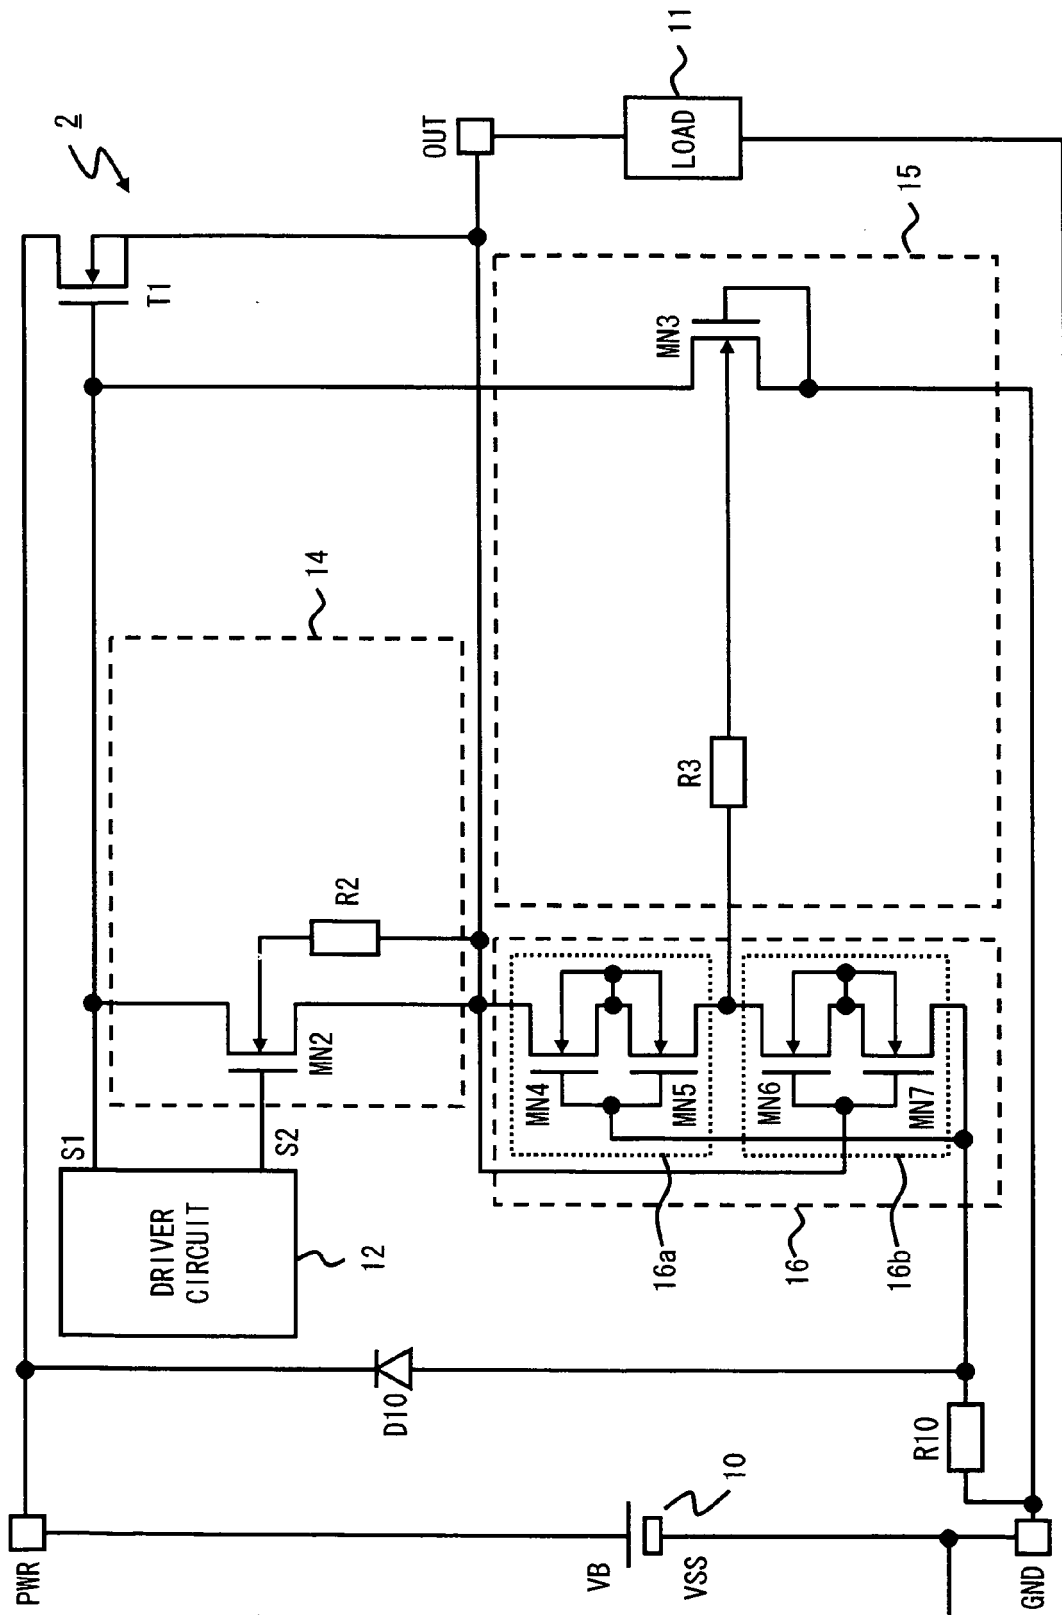 2
PWR
DRIVER
CIRCUIT
12
S1
S2
14
MN2
R2
T1
OUT
LOAD
11
15
MN3
R3
MN4
MN5
MN6
MN7
16a
16
16b
D10
R10
10
VB
VSS
GND